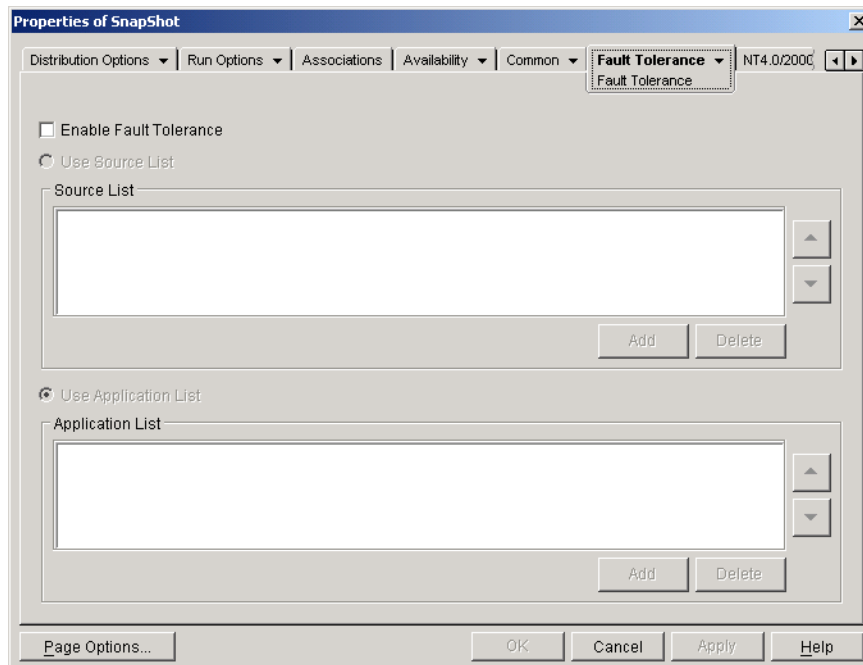 Properties of SnapShot
Distribution Options Run Options Associations Availability Common Fault Tolerance NT4.0/2000
Fault Tolerance
Enable Fault Tolerance
Use Source List
Source List
Add Delete
Use Application List
Application List
Add Delete
Page Options... OK Cancel Apply Help